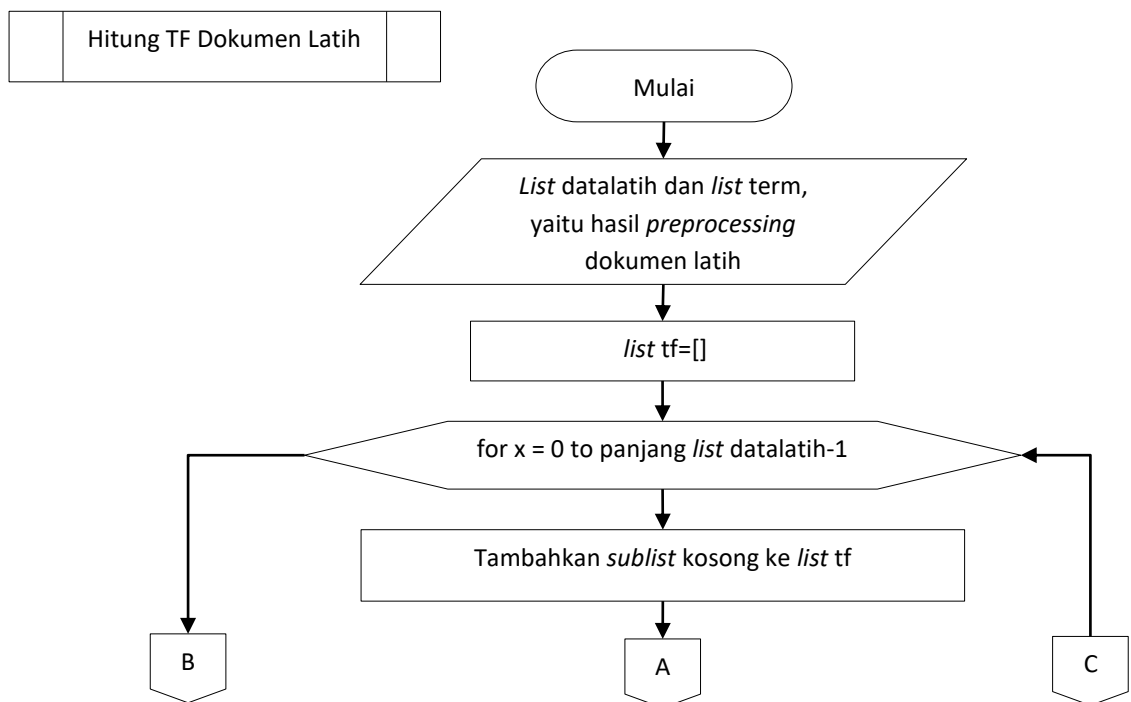 Hitung TF Dokumen Latih
Mulai
List datalatih dan list term,
yaitu hasil preprocessing
dokumen latih
list tf=[]
for x = 0 to panjang list datalatih-1
Tambahkan sublist kosong ke list tf
B
A
C